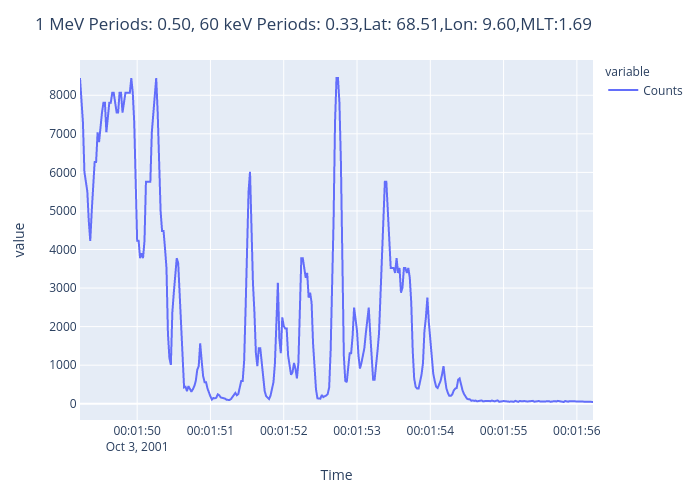 1 MeV Periods: 0.50, 60 keV Periods: 0.33,Lat: 68.51,Lon: 9.60,MLT:1.69
variable
Counts
8000
7000
6000
5000
4000
3000
2000
1000
0
value
00:01:50 00:01:51 00:01:52 00:01:53 00:01:54 00:01:55 00:01:56
Oct 3, 2001
Time